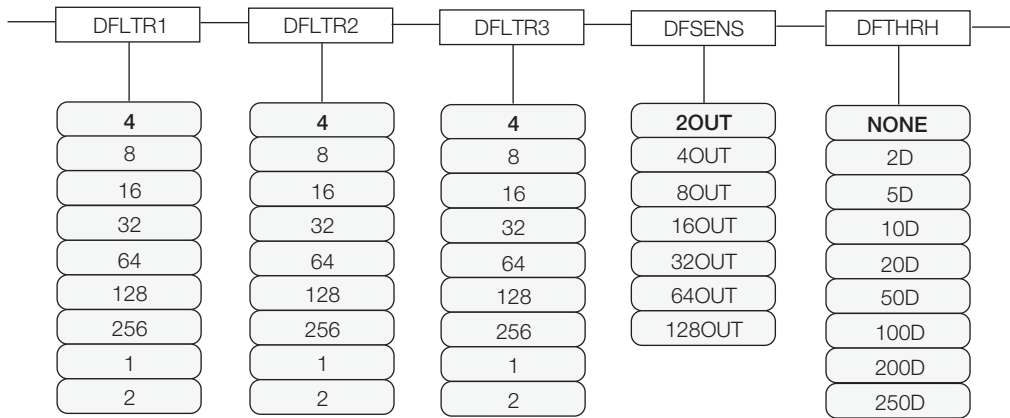 DFLTR1 DFLTR2 DFLTR3 DFSENS DFTHRH
4 4 4 2OUT NONE
8 8 8 4OUT 2D
16 16 16 8OUT 5D
32 32 32 16OUT 10D
64 64 64 32OUT 20D
128 128 128 64OUT 50D
256 256 256 128OUT 100D
1 1 1 200D
2 2 2 250D